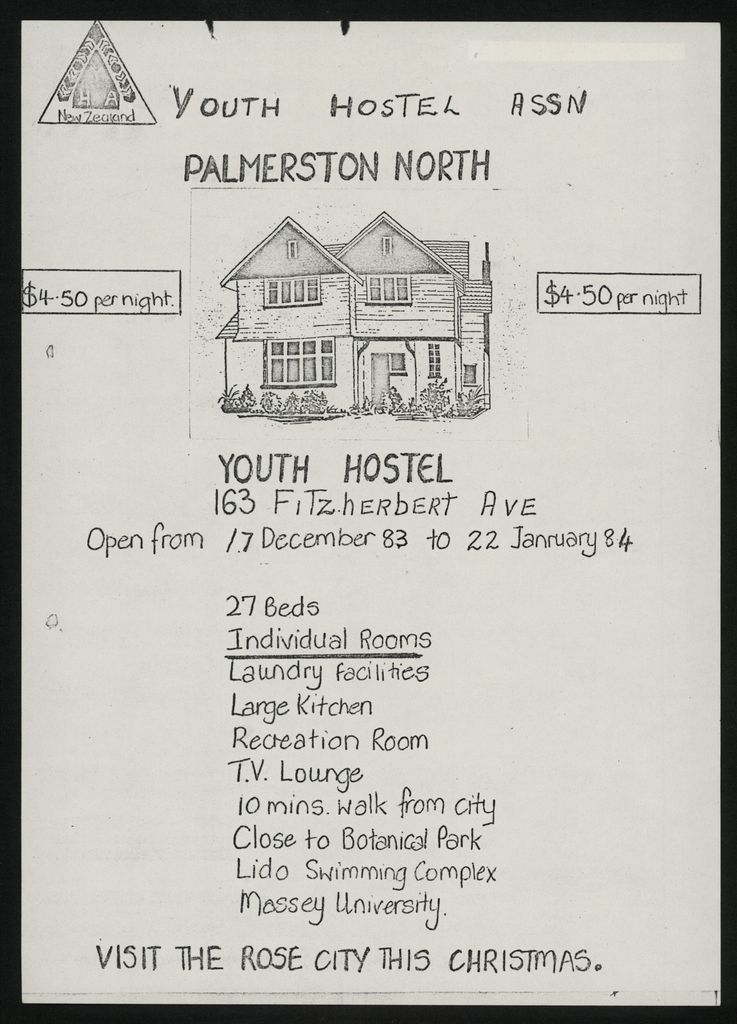 YHA
New Zealand
YOUTH HOSTEL ASSN
PALMERSTON NORTH
$4.50 per night.
$4.50 per night
YOUTH HOSTEL
163 FITZHERBERT AVE
Open from 17 December 83 to 22 Janruary 84
27 Beds
Individual Rooms
Laundry facilities
Large Kitchen
Recreation Room
T.V. Lounge
10 mins. walk from city
Close to Botanical Park
Lido Swimming Complex
Massey University.
VISIT THE ROSE CITY THIS CHRISTMAS.